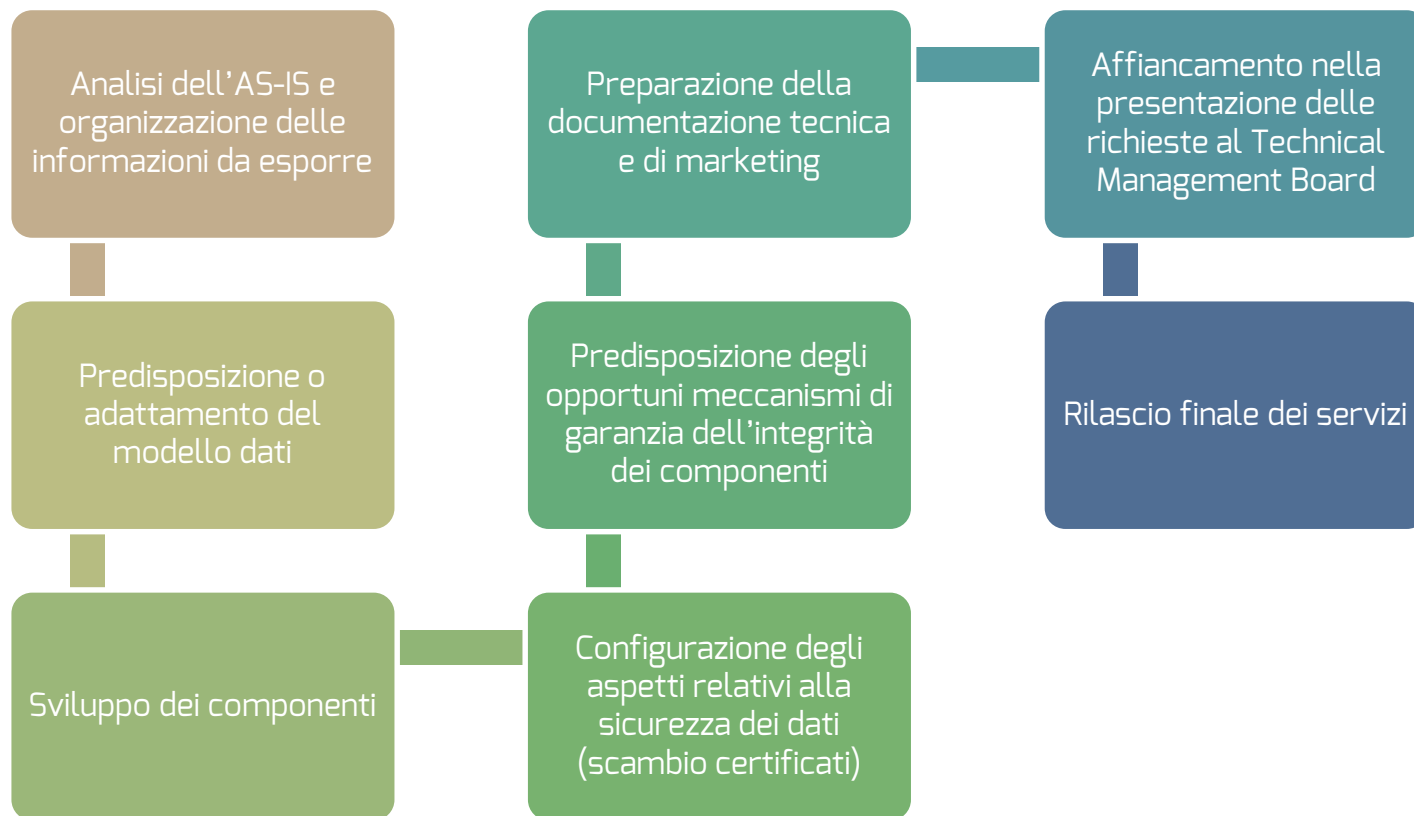 Analisi dell’AS-IS e
organizzazione delle
informazioni da esporre
Predisposizione o
adattamento del
modello dati
Sviluppo dei componenti
Configurazione degli
aspetti relativi alla
sicurezza dei dati
(scambio certificati)
Predisposizione degli
opportuni meccanismi di
garanzia dell’integrità
dei componenti
Preparazione della
documentazione tecnica
e di marketing
Affiancamento nella
presentazione delle
richieste al Technical
Management Board
Rilascio finale dei servizi